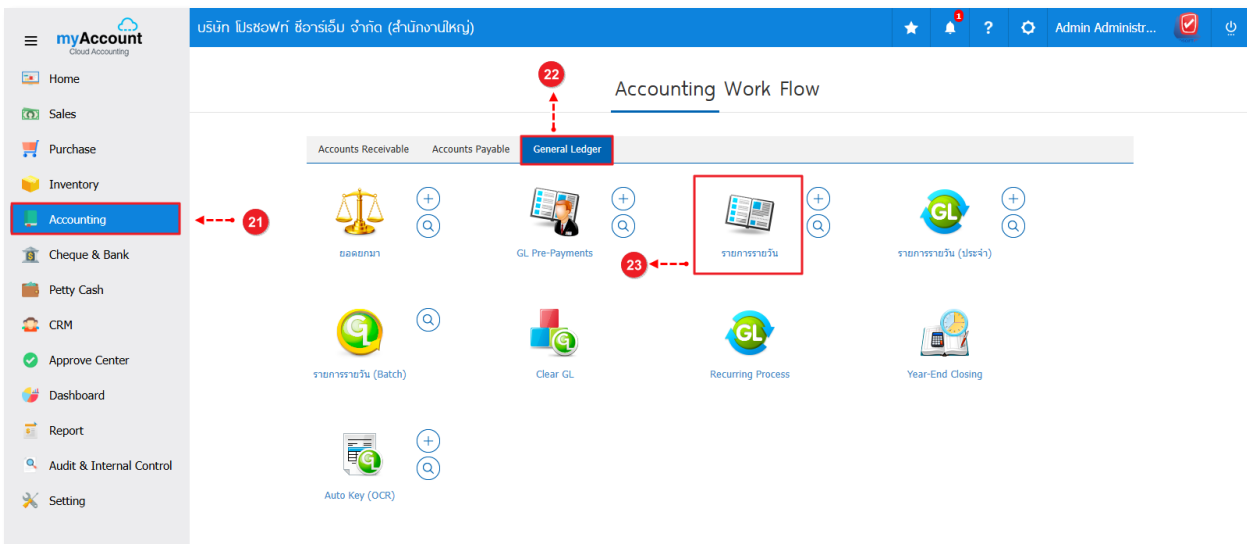 myAccount
Cloud Accounting
บริษัท โปรซอฟท์ ซีอาร์เอ็ม จำกัด (สำนักงานใหญ่)
1
?
Admin Administr...
Home
Sales
Purchase
Inventory
Accounting
Cheque & Bank
Petty Cash
CRM
Approve Center
Dashboard
Report
Audit & Internal Control
Setting
21
22
Accounting Work Flow
Accounts Receivable
Accounts Payable
General Ledger
ยอดยกมา
GL Pre-Payments
23
รายการรายวัน
GL
รายการรายวัน (ประจำ)
G
รายการรายวัน (Batch)
G
Clear GL
GL
Recurring Process
Year-End Closing
G
Auto Key (OCR)